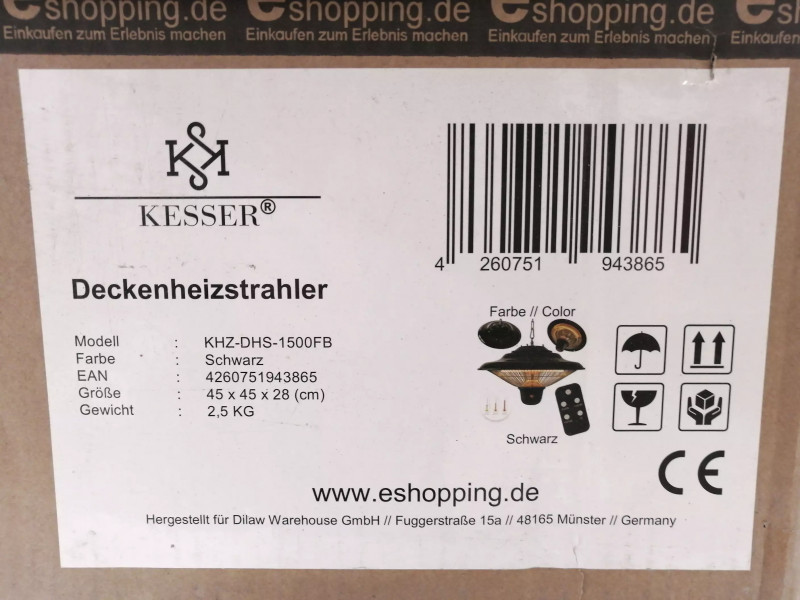 eshopping.de eshopping.de eshopping.de
Einkaufen zum Erlebnis machen Einkaufen zum Erlebnis machen Einkaufen zum Erlebnis machen Einkaufen
KESSER®
Deckenheizstrahler
Modell : KHZ-DHS-1500FB
Farbe : Schwarz
EAN : 4260751943865
Größe : 45 x 45 x 28 (cm)
Gewicht : 2,5 KG
4 260751 943865
Farbe // Color
Schwarz
CE
www.eshopping.de
Hergestellt für Dilaw Warehouse GmbH // Fuggerstraße 15a // 48165 Münster // Germany